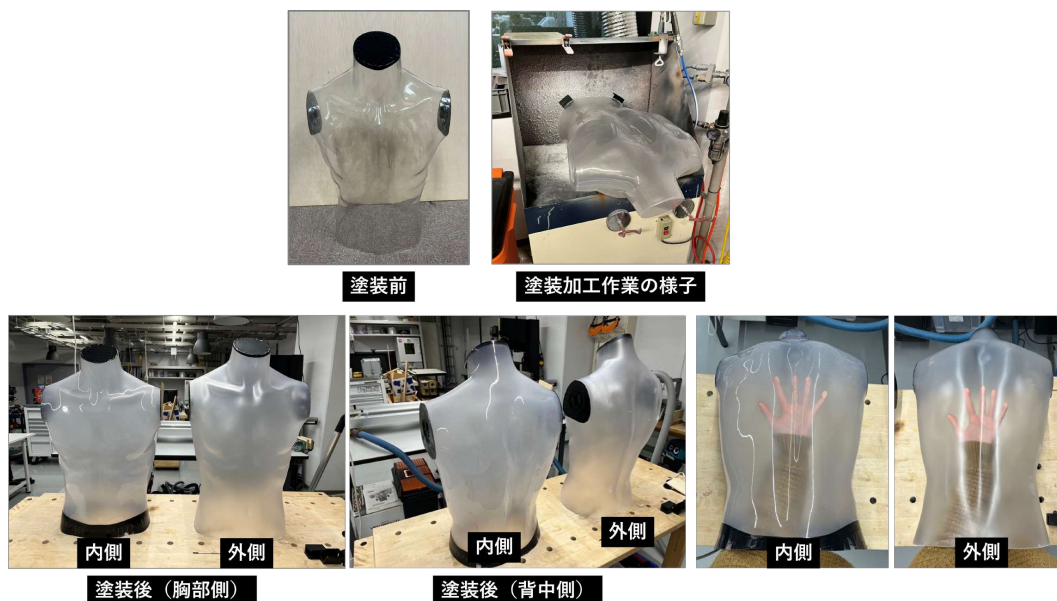 塗装前
塗装加工作業の様子
内側
外側
内側
外側
内側
外側
塗装後（胸部側）
塗装後（背中側）